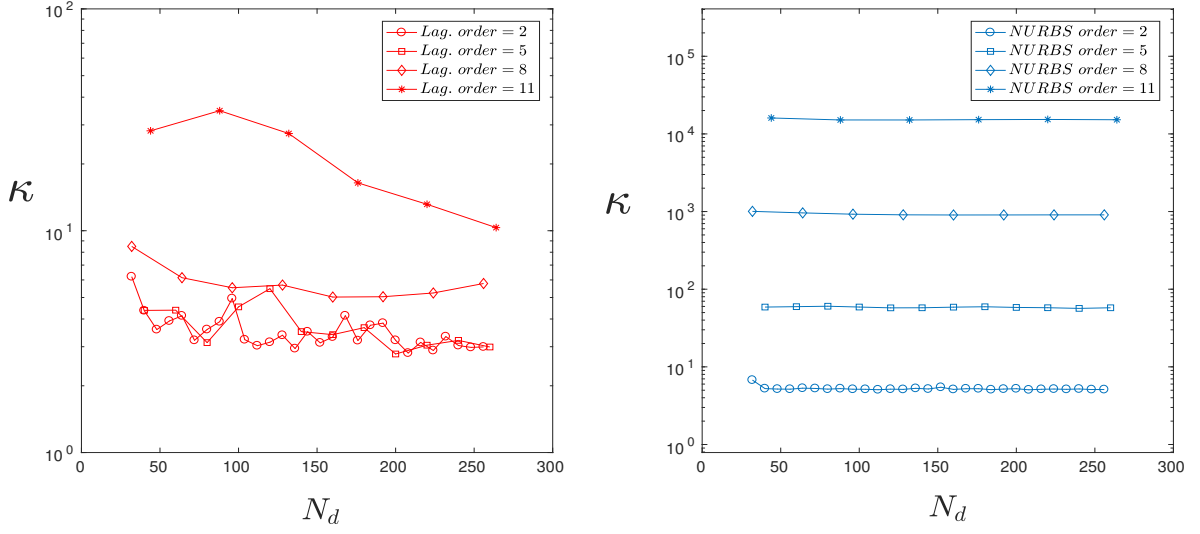 10^2
10^1
10^0
κ
0 50 100 150 200 250 300
N_d
Lag. order = 2
Lag. order = 5
Lag. order = 8
Lag. order = 11
10^5
10^4
10^3
10^2
10^1
10^0
κ
0 50 100 150 200 250 300
N_d
NURBS order = 2
NURBS order = 5
NURBS order = 8
NURBS order = 11